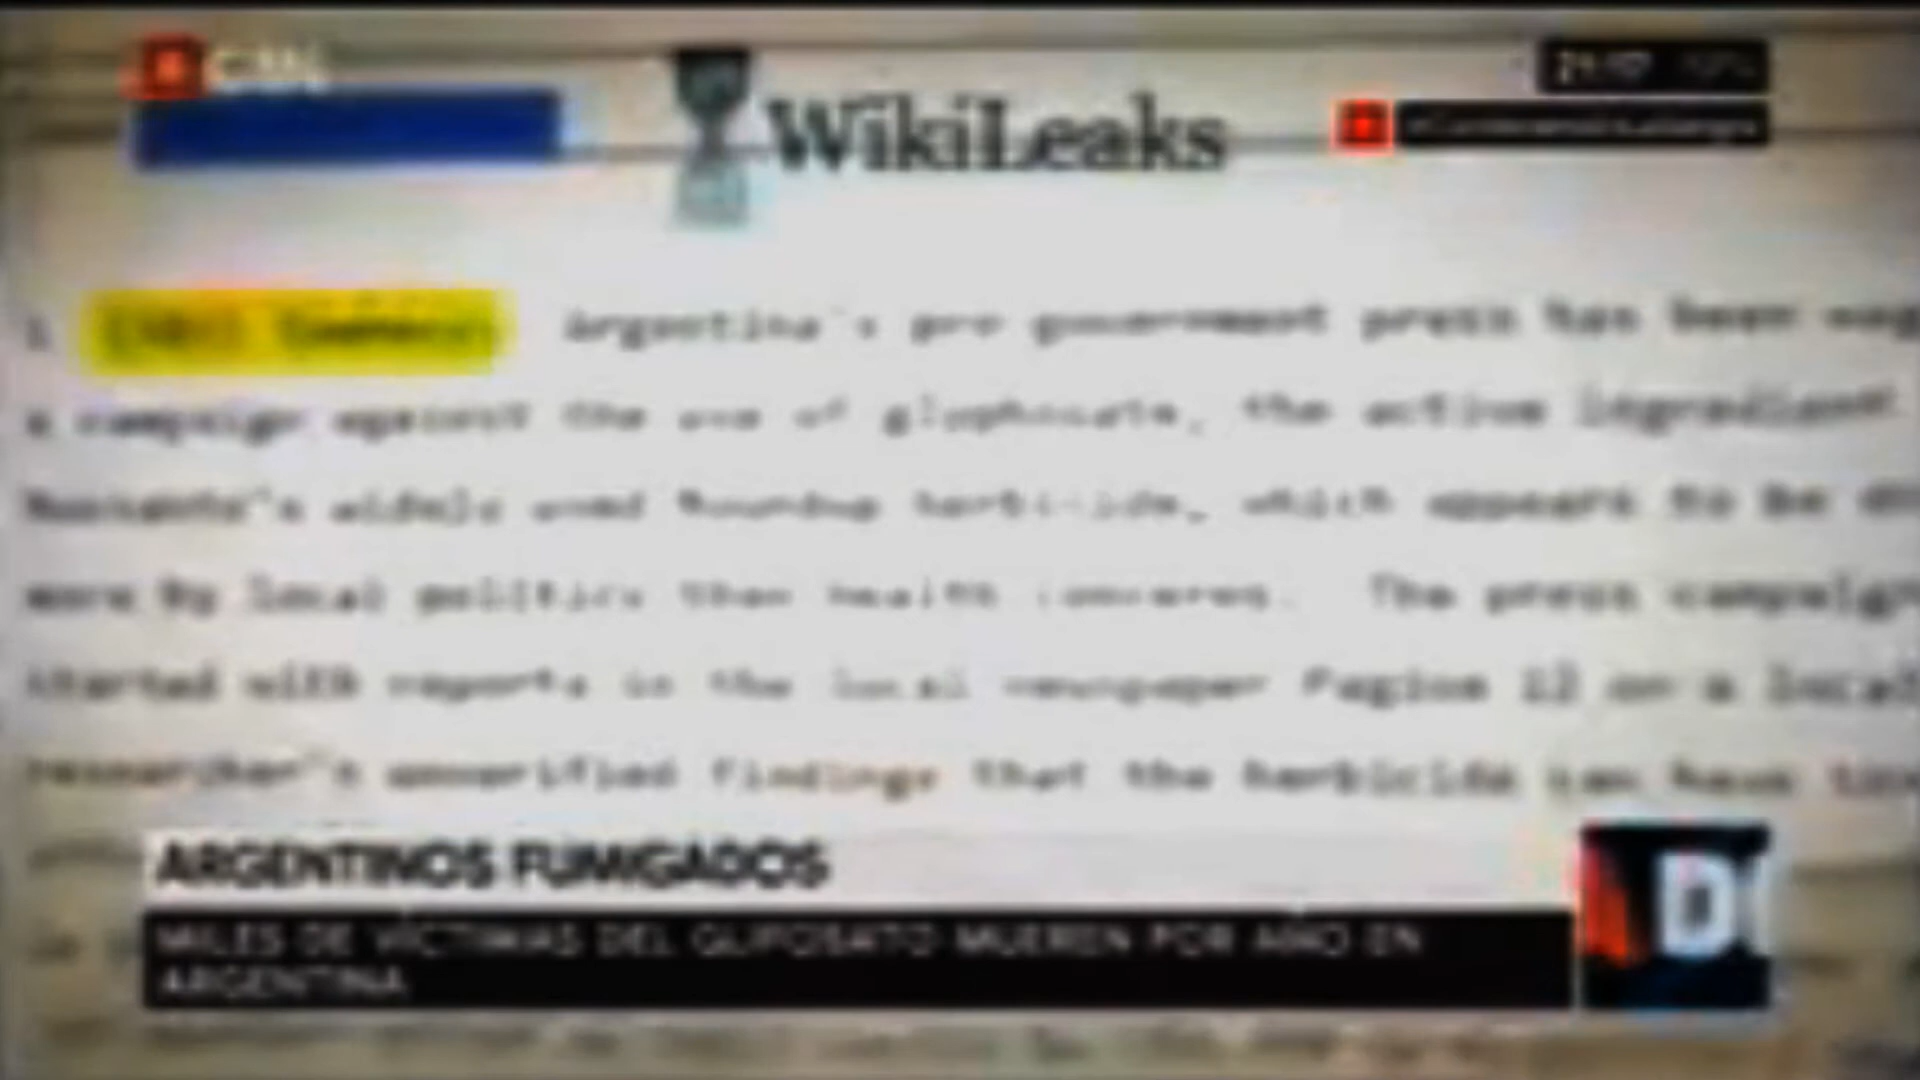 C5N
WikiLeaks
Argentina's pro government press has been
a campaign against the use of glyphosate, the active ingredient
Monsanto's widely used Roundup herbicide, which appears to be
more by local politics than health concerns. The press campaign
started with reports in the local newspaper Pagina 12 on a local
researcher's unverified findings that the herbicide can have
ARGENTINOS FUMIGADOS
MILES DE VÍCTIMAS DEL GLIFOSATO MUEREN POR AÑO EN
ARGENTINA